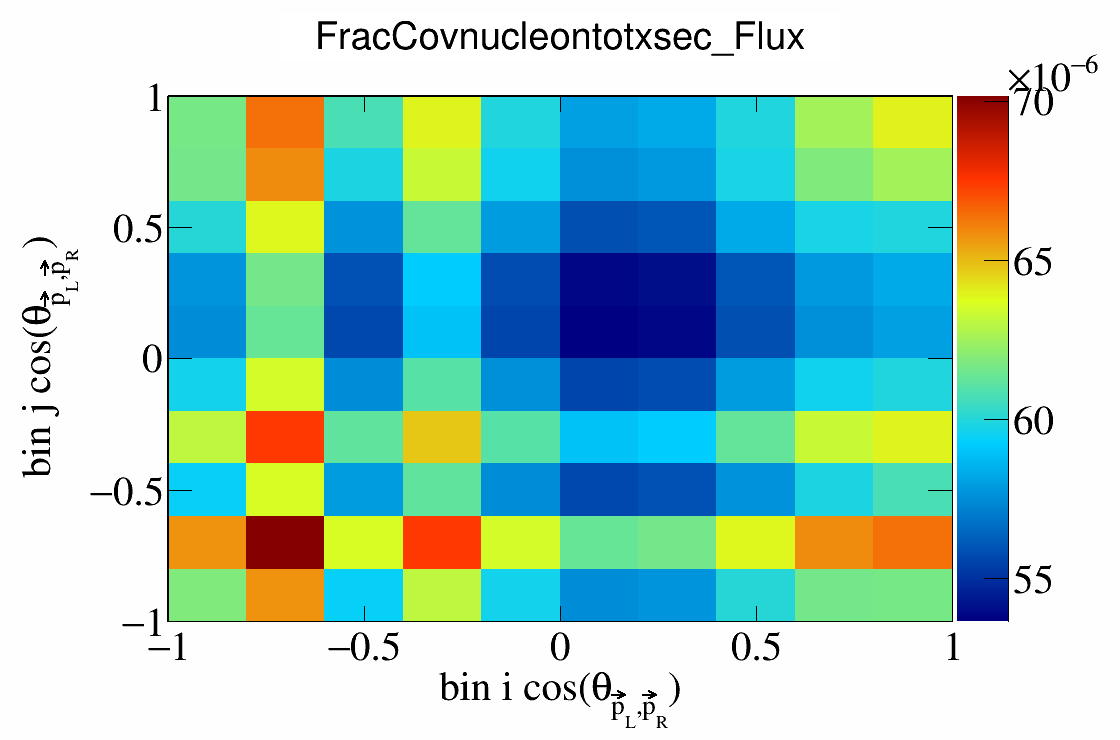 FracCovnucleontotxsec_Flux
×10⁻⁶
70
65
60
55
1
0.5
0
−0.5
−1
bin j cos(θ_{p⃗_L,p⃗_R})
−1 −0.5 0 0.5 1
bin i cos(θ_{p⃗_L,p⃗_R})